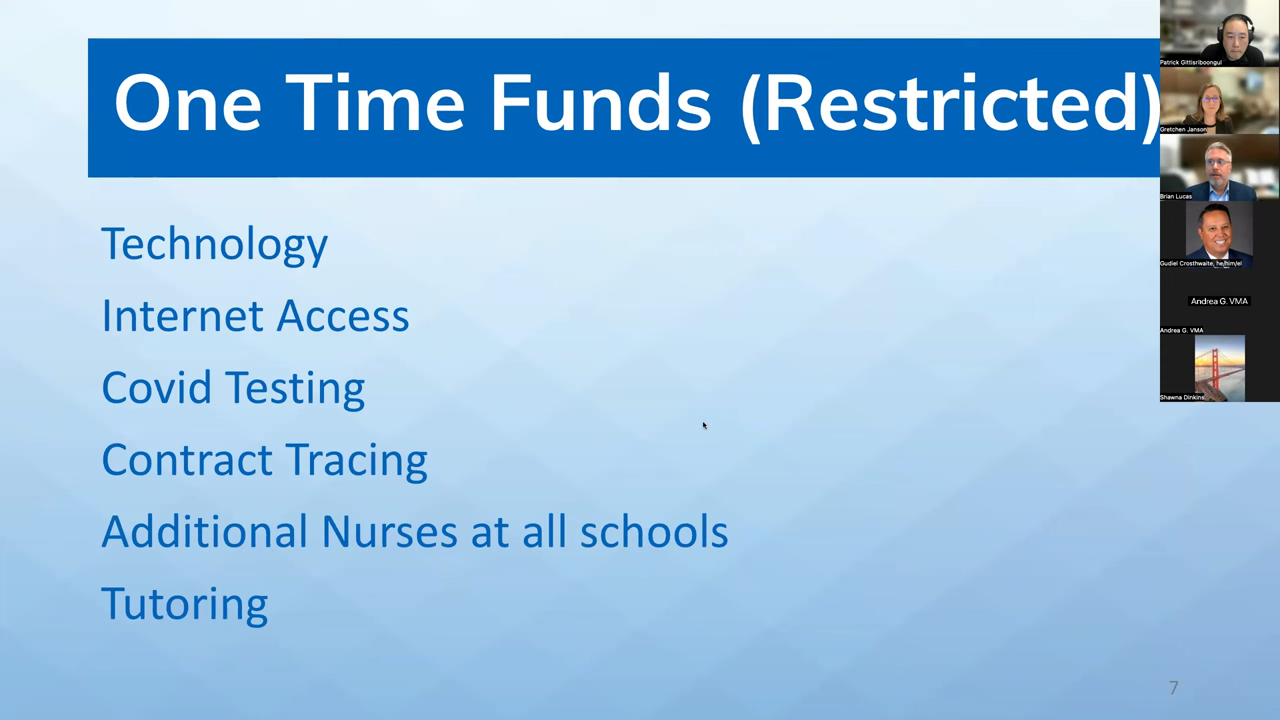 One Time Funds (Restricted)
Technology
Internet Access
Covid Testing
Contract Tracing
Additional Nurses at all schools
Tutoring
7
Patrick Gittisriboongul
Gretchen Janson
Brian Lucas
Gudiel Crosthwaite, he/him/el
Andrea G. VMA
Andrea G. VMA
Shawna Dinkins